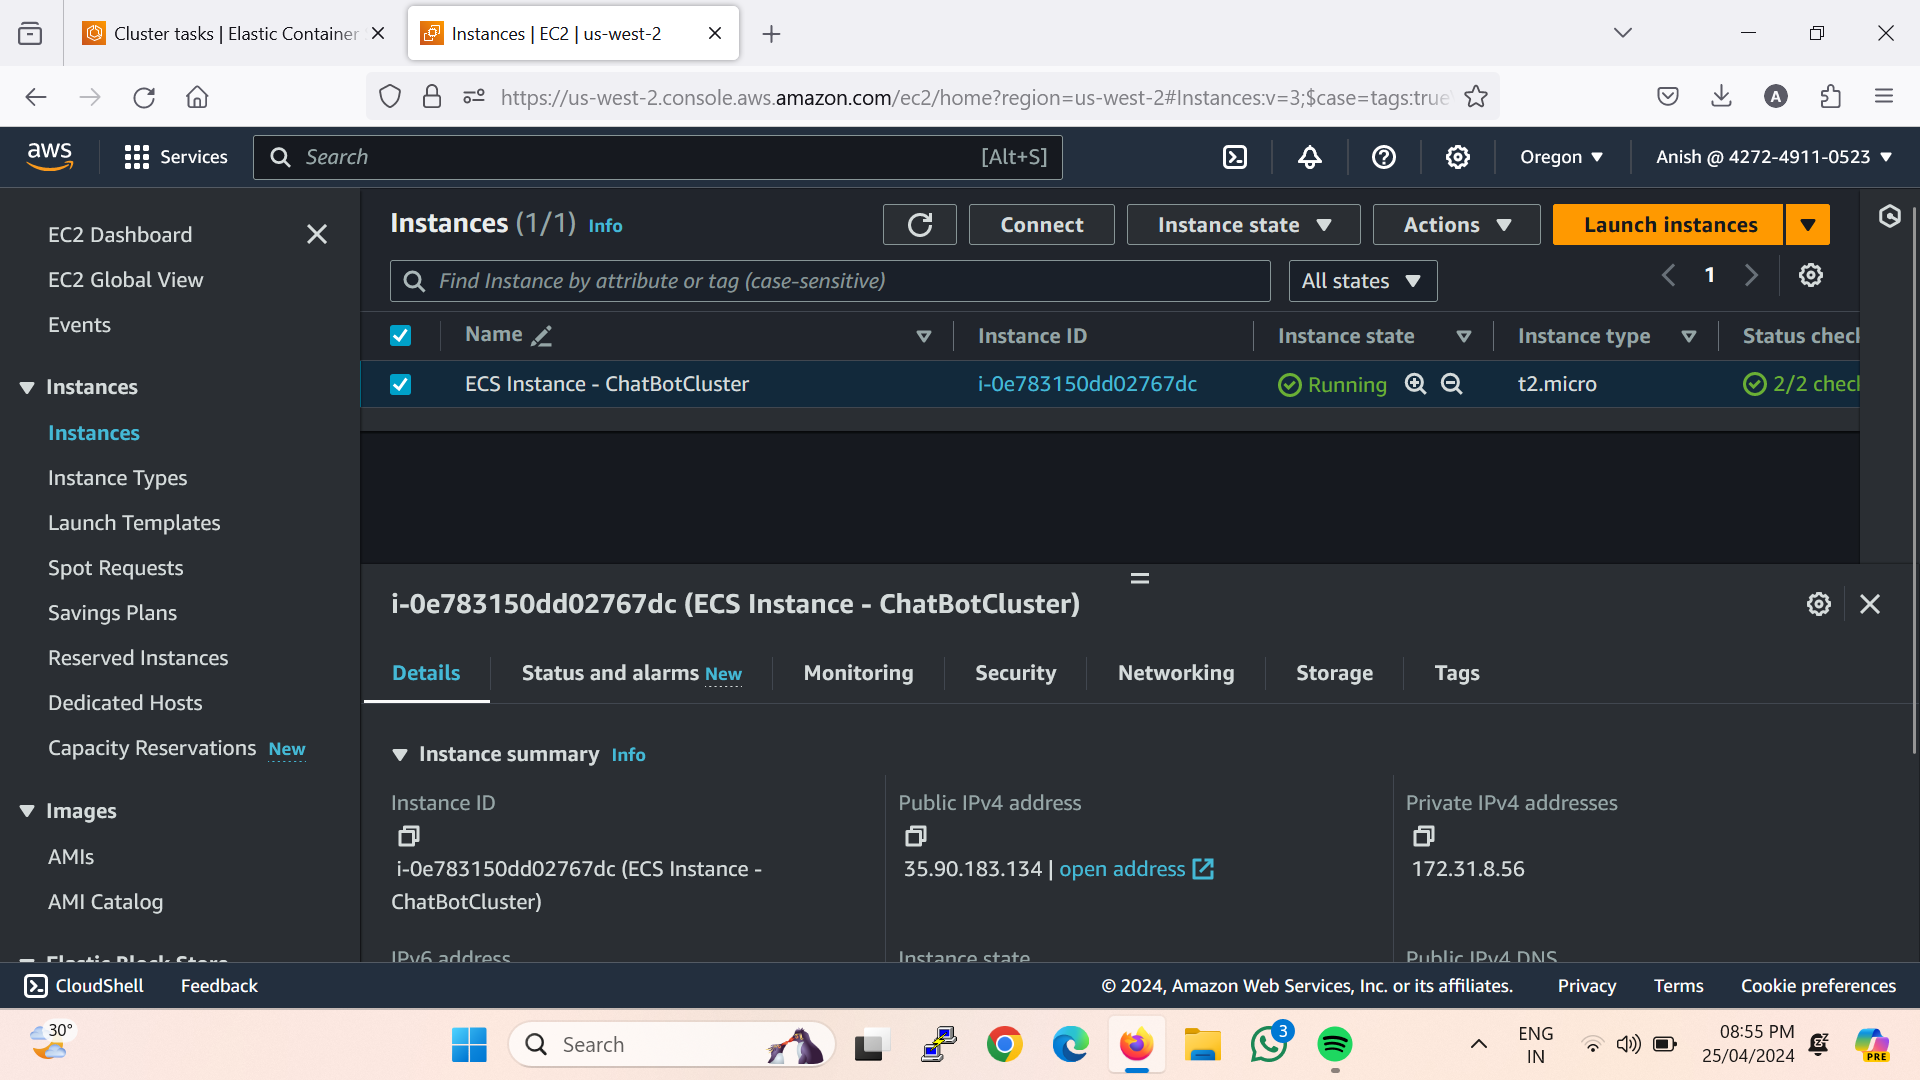 Cluster tasks | Elastic Container
Instances | EC2 | us-west-2
https://us-west-2.console.aws.amazon.com/ec2/home?region=us-west-2#Instances:v=3;$case=tags:true
A
aws
Services
Search
[Alt+S]
Oregon
Anish @ 4272-4911-0523
EC2 Dashboard
EC2 Global View
Events
Instances
Instances
Instance Types
Launch Templates
Spot Requests
Savings Plans
Reserved Instances
Dedicated Hosts
Capacity Reservations New
Images
AMIs
AMI Catalog
Elastic Block Store
Instances (1/1) Info
Connect
Instance state
Actions
Launch instances
Find Instance by attribute or tag (case-sensitive)
All states
1
Name
Instance ID
Instance state
Instance type
Status check
ECS Instance - ChatBotCluster
i-0e783150dd02767dc
Running
t2.micro
2/2 check
i-0e783150dd02767dc (ECS Instance - ChatBotCluster)
Details
Status and alarms New
Monitoring
Security
Networking
Storage
Tags
Instance summary Info
Instance ID
i-0e783150dd02767dc (ECS Instance -
ChatBotCluster)
Public IPv4 address
35.90.183.134 | open address
Private IPv4 addresses
172.31.8.56
IPv6 address
Instance state
Public IPv4 DNS
CloudShell
Feedback
© 2024, Amazon Web Services, Inc. or its affiliates.
Privacy
Terms
Cookie preferences
30°
Search
3
ENG
IN
08:55 PM
25/04/2024
PRE